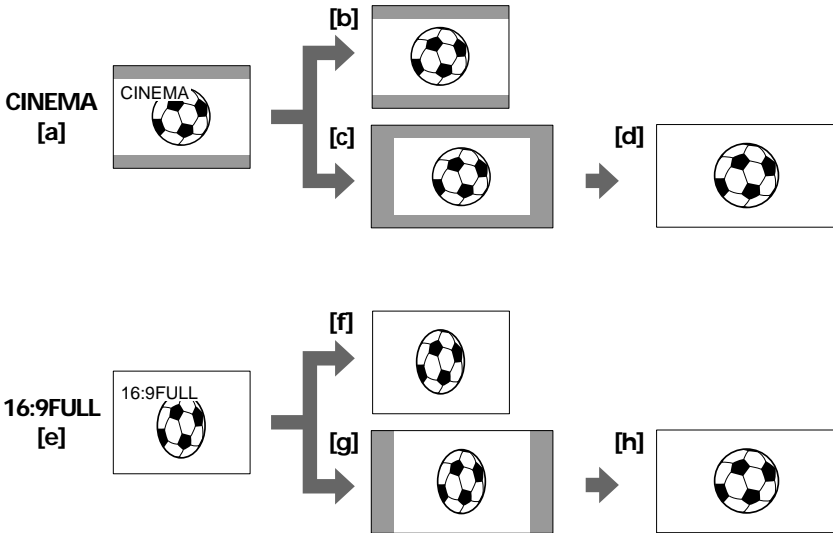 [b]
CINEMA
[a]
CINEMA
[c]
[d]
[f]
16:9FULL
[e]
16:9FULL
[g]
[h]